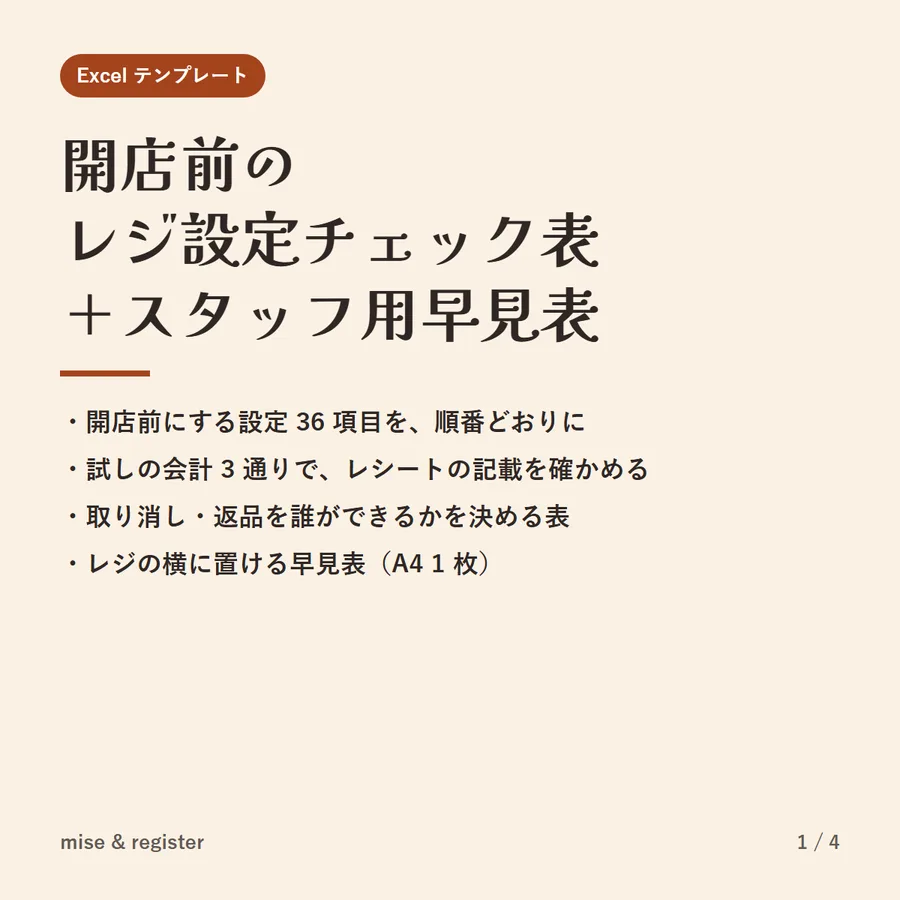 Excel テンプレート
開店前の
レジ設定チェック表
＋スタッフ用早見表
・開店前にする設定 36 項目を、順番どおりに
・試しの会計 3 通りで、レシートの記載を確かめる
・取り消し・返品を誰ができるかを決める表
・レジの横に置ける早見表（A4 1 枚）
mise & register
1 / 4